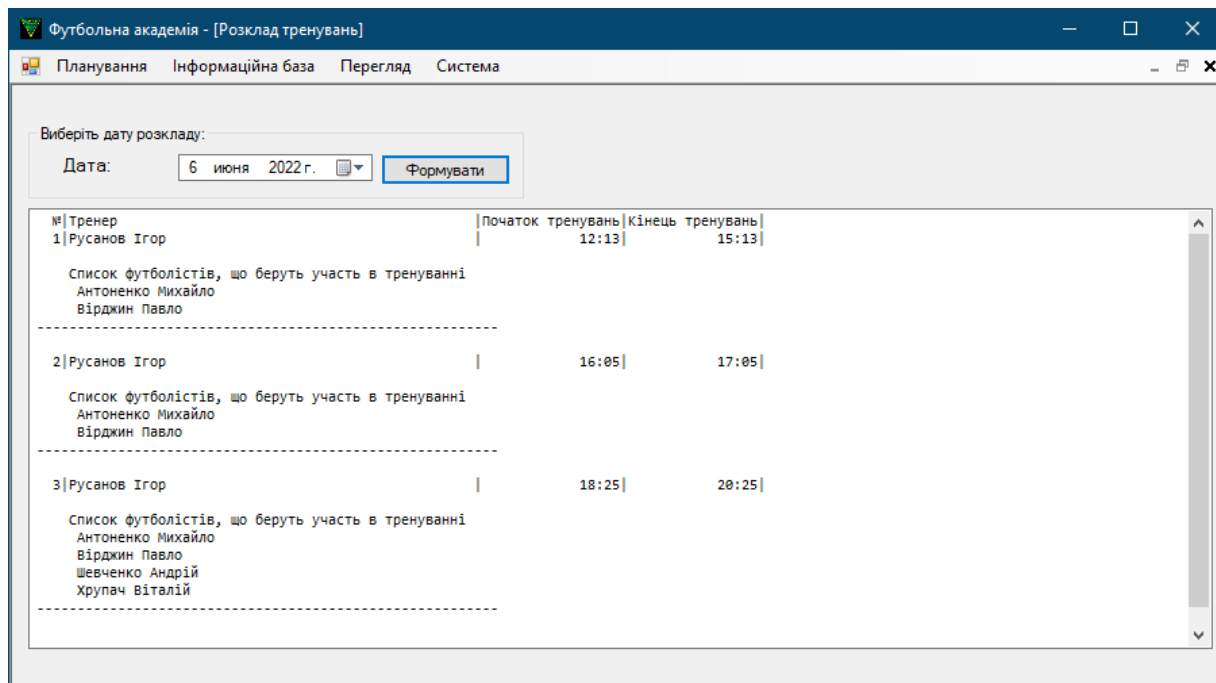 Футбольна академія - [Розклад тренувань]
Планування Інформаційна база Перегляд Система
Виберіть дату розкладу:
Дата: 6 июня 2022 г. Формувати
№|Тренер |Початок тренувань|Кінець тренувань|
1|Русанов Ігор | 12:13| 15:13|
Список футболістів, що беруть участь в тренуванні
Антоненко Михайло
Вірджин Павло
---------------------------------------------------------
2|Русанов Ігор | 16:05| 17:05|
Список футболістів, що беруть участь в тренуванні
Антоненко Михайло
Вірджин Павло
---------------------------------------------------------
3|Русанов Ігор | 18:25| 20:25|
Список футболістів, що беруть участь в тренуванні
Антоненко Михайло
Вірджин Павло
Шевченко Андрій
Хрупач Віталій
---------------------------------------------------------